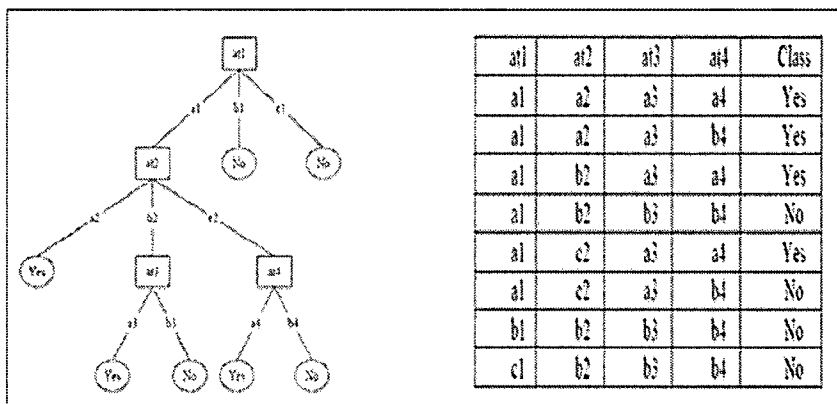 at1
a1 b1 c1
at2 No No
a2 b2 c2
Yes at3 at4
a3 b3 a4 b4
Yes No Yes No
at1 at2 at3 at4 Class
a1 a2 a3 a4 Yes
a1 a2 a3 b4 Yes
a1 b2 a3 a4 Yes
a1 b2 b3 b4 No
a1 c2 a3 a4 Yes
a1 c2 a3 b4 No
b1 b2 b3 b4 No
c1 b2 b3 b4 No